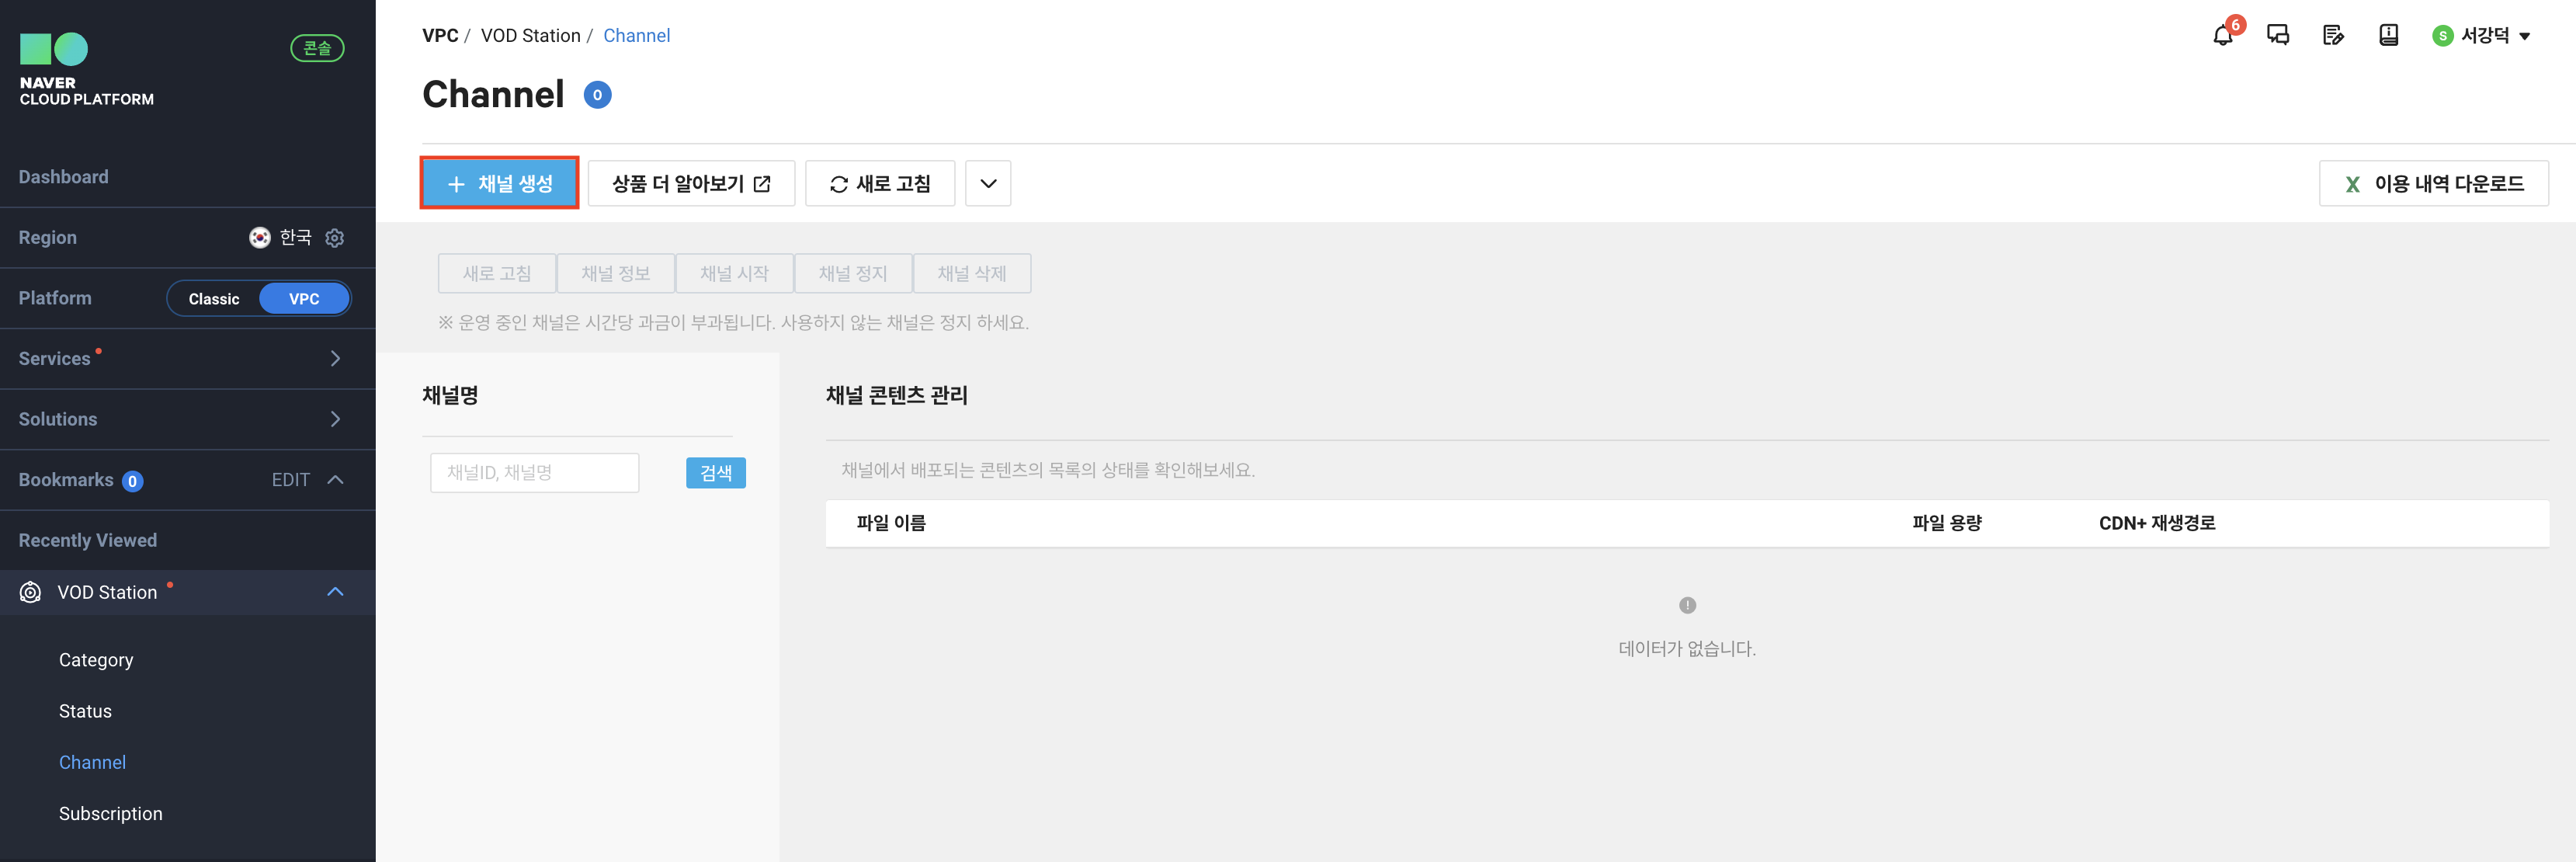 콘솔
NAVER
CLOUD PLATFORM
Dashboard
Region 한국
Platform Classic VPC
Services
Solutions
Bookmarks 0 EDIT
Recently Viewed
VOD Station
Category
Status
Channel
Subscription
VPC / VOD Station / Channel
6
S 서강덕
Channel 0
+ 채널 생성 상품 더 알아보기 새로 고침 X 이용 내역 다운로드
새로 고침 채널 정보 채널 시작 채널 정지 채널 삭제
※ 운영 중인 채널은 시간당 과금이 부과됩니다. 사용하지 않는 채널은 정지 하세요.
채널명
채널ID, 채널명 검색
채널 콘텐츠 관리
채널에서 배포되는 콘텐츠의 목록의 상태를 확인해보세요.
파일 이름 파일 용량 CDN+ 재생경로
데이터가 없습니다.